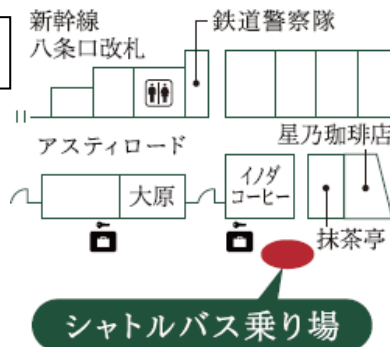 新幹線
八条口改札
鉄道警察隊
アスティロード
星乃珈琲店
大原
イノダ
コーヒー
抹茶亭
シャトルバス乗り場